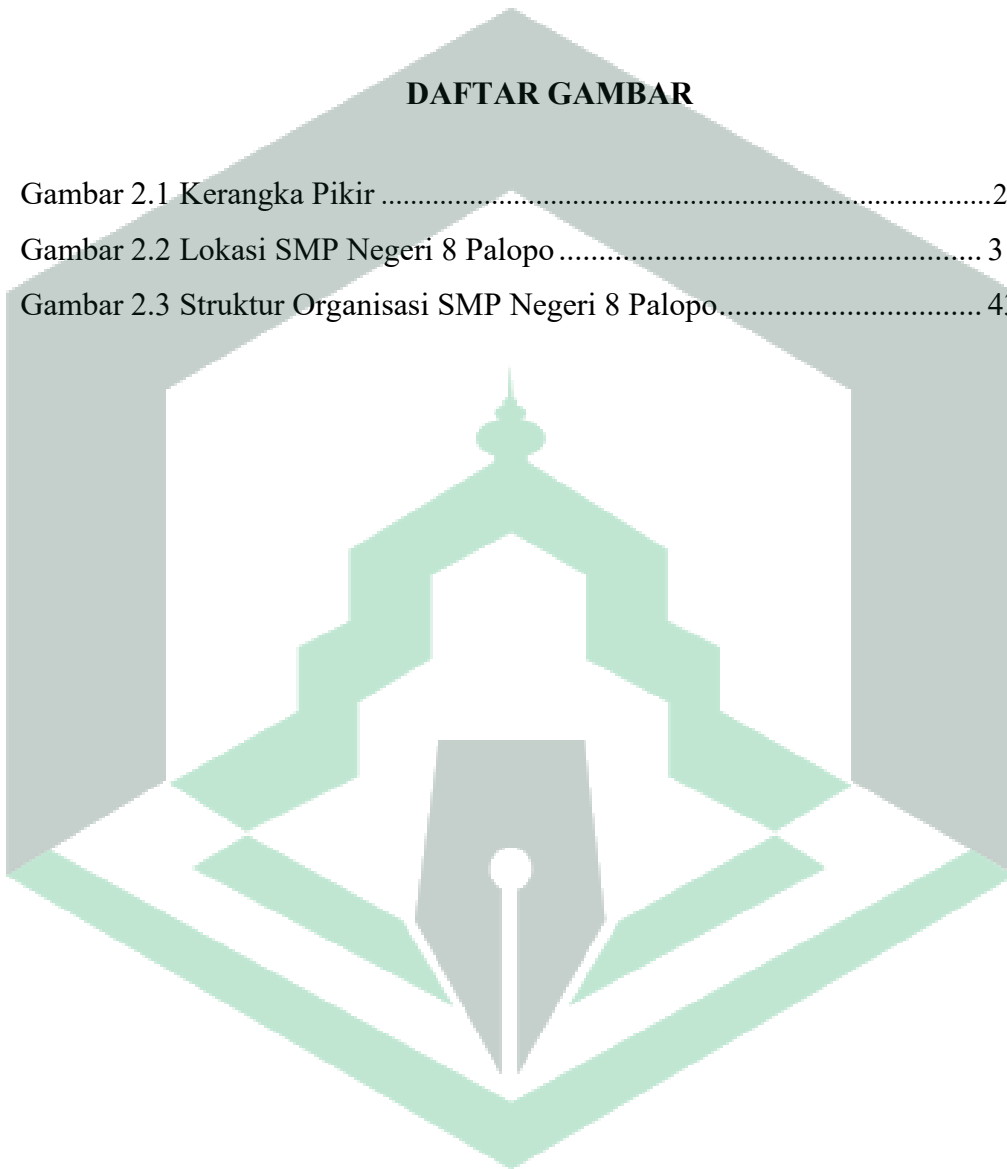 DAFTAR GAMBAR
Gambar 2.1 Kerangka Pikir ....................................................................................... 2
Gambar 2.2 Lokasi SMP Negeri 8 Palopo ....................................................... 3
Gambar 2.3 Struktur Organisasi SMP Negeri 8 Palopo.................................. 4